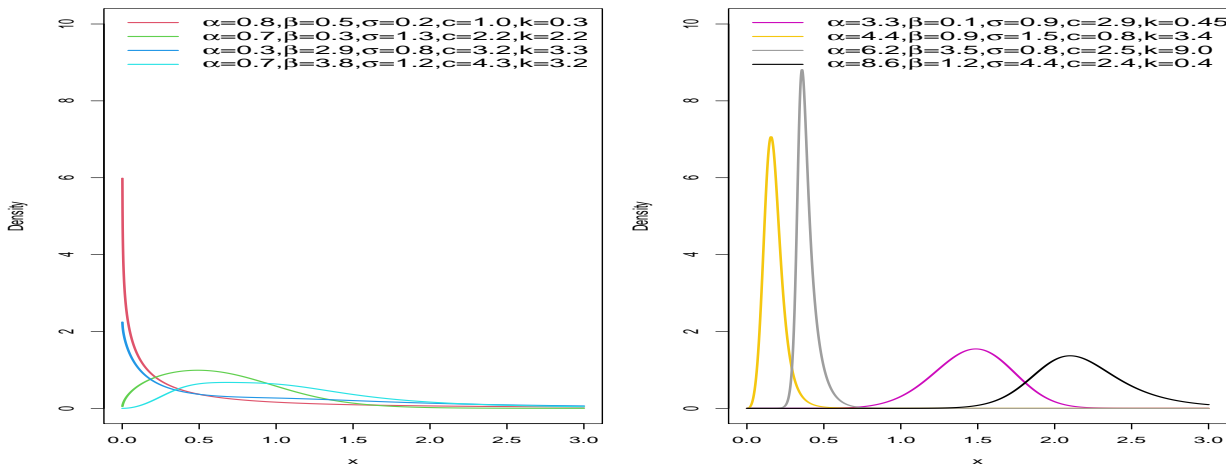 α=0.8,β=0.5,σ=0.2,c=1.0,k=0.3
α=0.7,β=0.3,σ=1.3,c=2.2,k=2.2
α=0.3,β=2.9,σ=0.8,c=3.2,k=3.3
α=0.7,β=3.8,σ=1.2,c=4.3,k=3.2
10
8
6
4
2
0
Density
0.0 0.5 1.0 1.5 2.0 2.5 3.0
x
α=3.3,β=0.1,σ=0.9,c=2.9,k=0.45
α=4.4,β=0.9,σ=1.5,c=0.8,k=3.4
α=6.2,β=3.5,σ=0.8,c=2.5,k=9.0
α=8.6,β=1.2,σ=4.4,c=2.4,k=0.4
10
8
6
4
2
0
Density
0.0 0.5 1.0 1.5 2.0 2.5 3.0
x